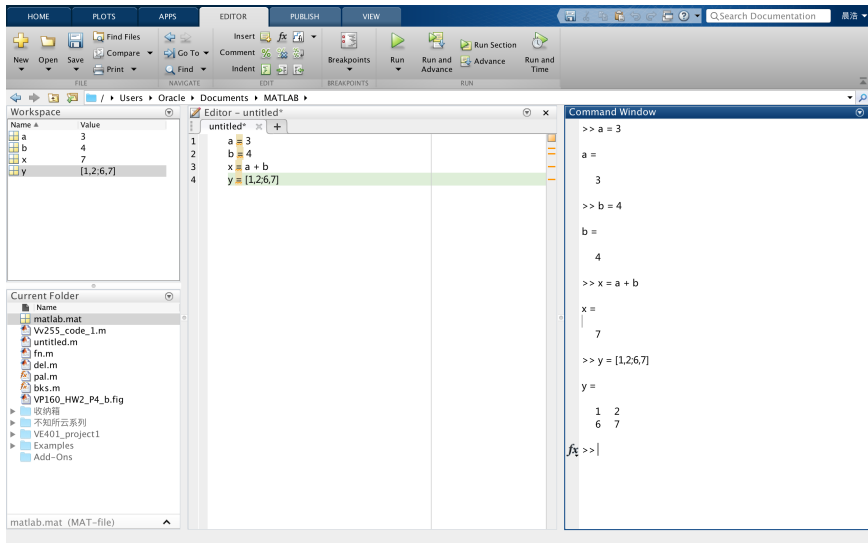 HOME PLOTS APPS EDITOR PUBLISH VIEW Search Documentation 晨浩
New Open Save
Find Files
Compare
Print
FILE
Go To
Find
NAVIGATE
Insert
Comment
Indent
EDIT
Breakpoints
BREAKPOINTS
Run
Run and Advance
Run Section
Advance
Run and Time
RUN
/ Users Oracle Documents MATLAB
Workspace
Name Value
a 3
b 4
x 7
y [1,2;6,7]
Current Folder
Name
matlab.mat
Vv255_code_1.m
untitled.m
fn.m
del.m
pal.m
bks.m
VP160_HW2_P4_b.fig
收纳箱
不知所云系列
VE401_project1
Examples
Add-Ons
matlab.mat (MAT-file)
Editor - untitled*
untitled*
1 a = 3
2 b = 4
3 x = a + b
4 y = [1,2;6,7]
Command Window
>> a = 3
a =
3
>> b = 4
b =
4
>> x = a + b
x =
7
>> y = [1,2;6,7]
y =
1 2
6 7
fx >>